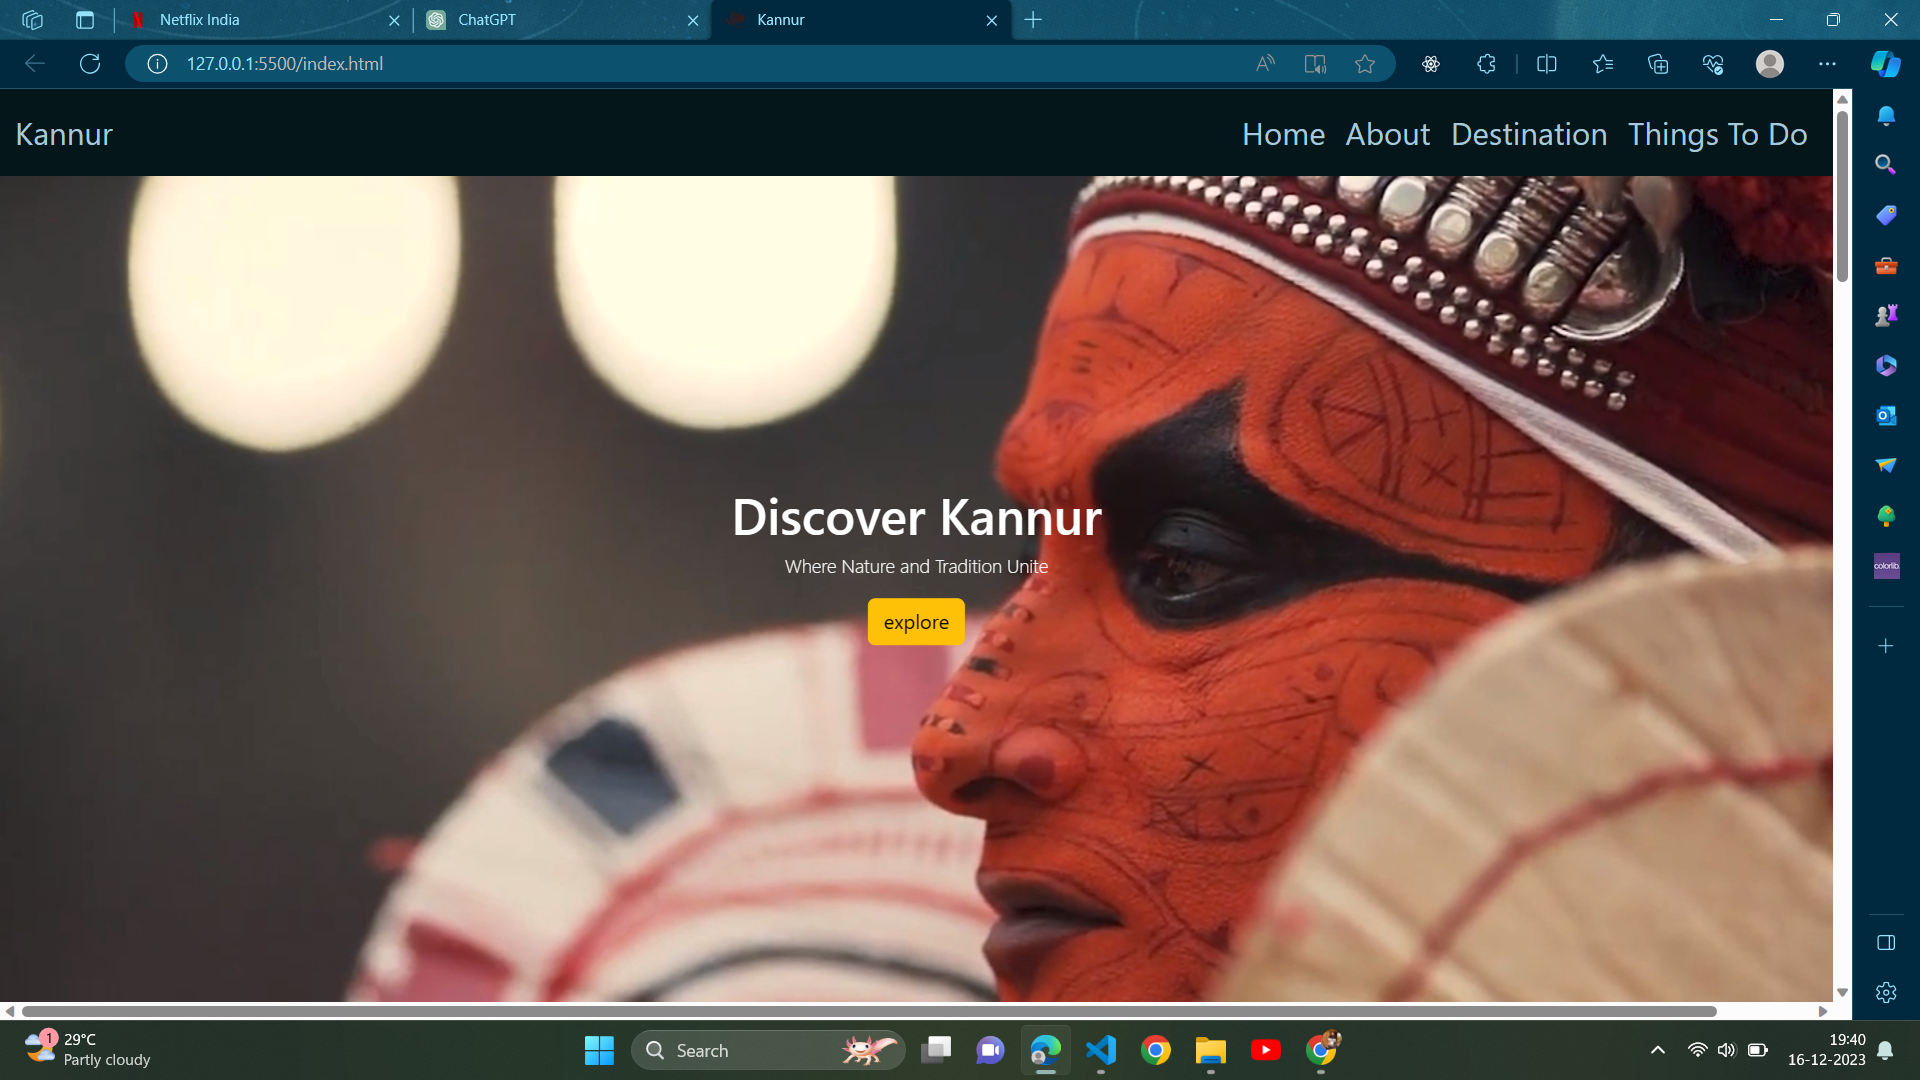 Netflix India
ChatGPT
Kannur
127.0.0.1:5500/index.html
Kannur
Home About Destination Things To Do
Discover Kannur
Where Nature and Tradition Unite
explore
colorlib.
1
29°C
Partly cloudy
Search
19:40
16-12-2023